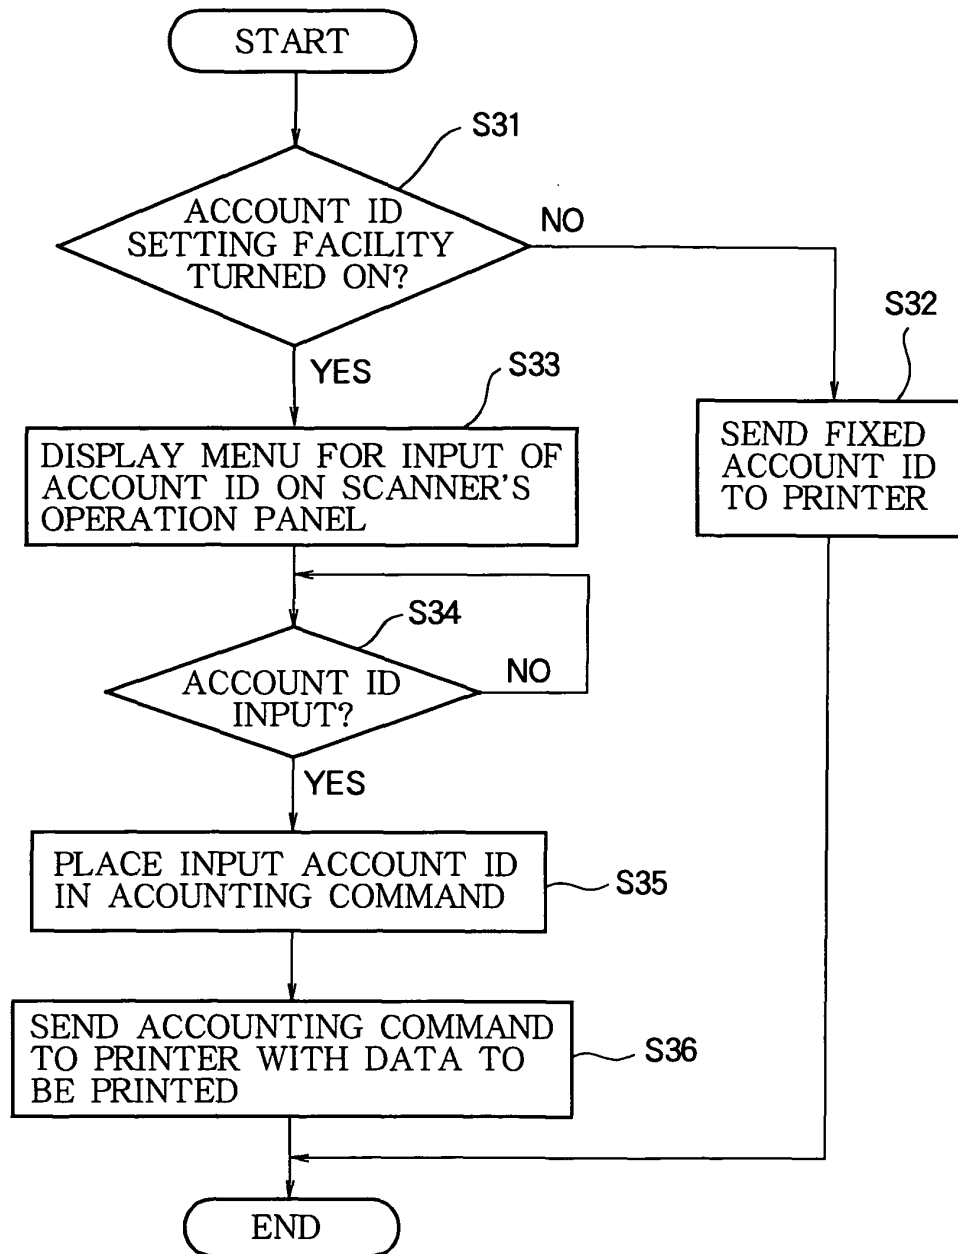 START
S31
ACCOUNT ID
SETTING FACILITY
TURNED ON?
NO
YES
S32
SEND FIXED
ACCOUNT ID
TO PRINTER
S33
DISPLAY MENU FOR INPUT OF
ACCOUNT ID ON SCANNER'S
OPERATION PANEL
S34
ACCOUNT ID
INPUT?
NO
YES
PLACE INPUT ACCOUNT ID
IN ACOUNTING COMMAND
S35
SEND ACCOUNTING COMMAND
TO PRINTER WITH DATA TO
BE PRINTED
S36
END